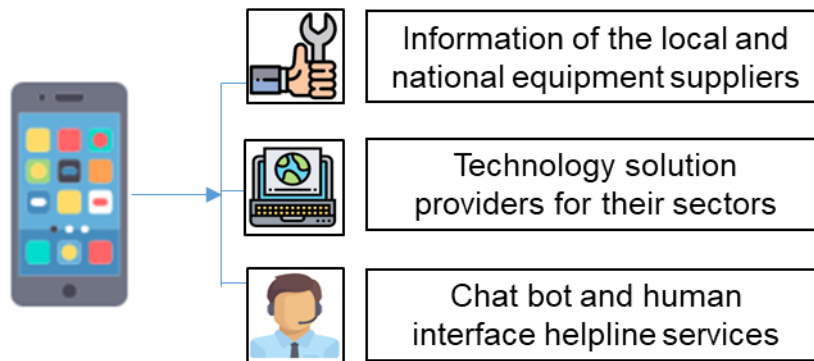 Information of the local and
national equipment suppliers
Technology solution
providers for their sectors
Chat bot and human
interface helpline services